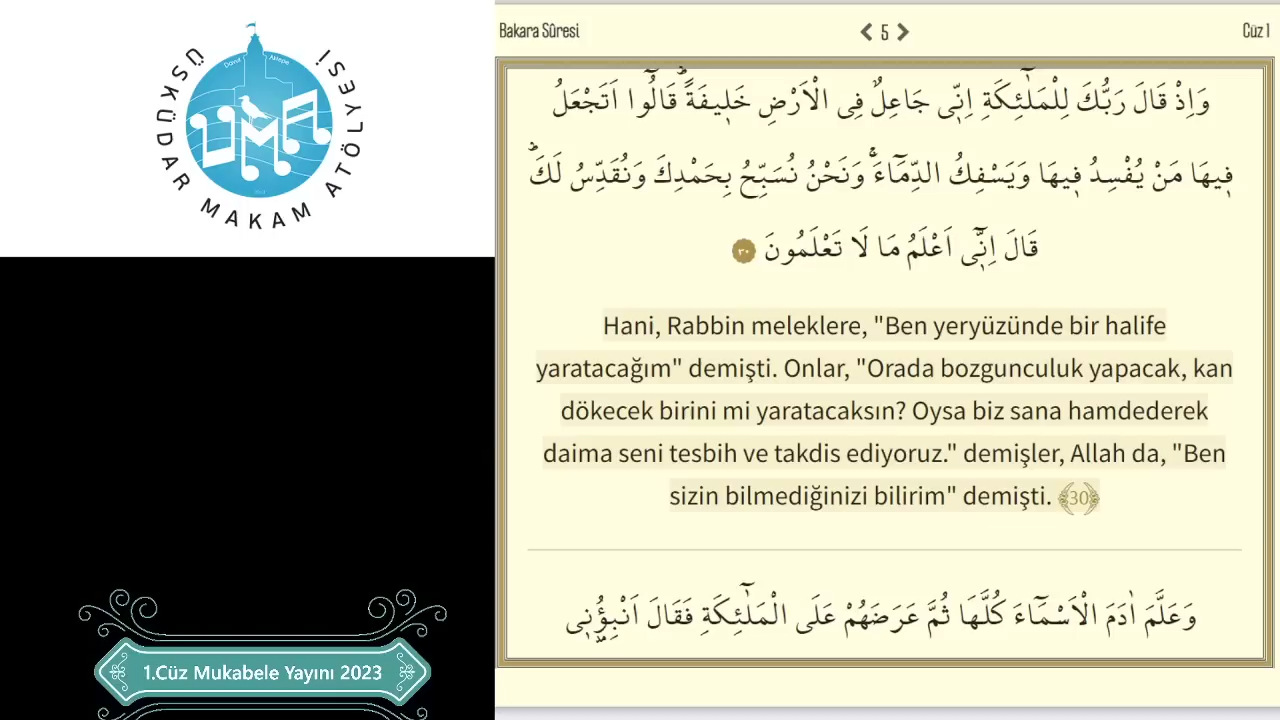 ÜSKÜDAR MAKAM ATÖLYESİ
Davut Aktepe
ÜMA
1.Cüz Mukabele Yayını 2023
Bakara Sûresi
5
Cüz 1
وَاِذْ قَالَ رَبُّكَ لِلْمَلٰٓئِكَةِ اِنّ۪ي جَاعِلٌ فِي الْاَرْضِ خَل۪يفَةًۜ قَالُٓوا اَتَجْعَلُ
ف۪يهَا مَنْ يُفْسِدُ ف۪يهَا وَيَسْفِكُ الدِّمَٓاءَۚ وَنَحْنُ نُسَبِّحُ بِحَمْدِكَ وَنُقَدِّسُ لَكَۜ
قَالَ اِنّ۪ٓي اَعْلَمُ مَا لَا تَعْلَمُونَ ٣٠
Hani, Rabbin meleklere, "Ben yeryüzünde bir halife
yaratacağım" demişti. Onlar, "Orada bozgunculuk yapacak, kan
dökecek birini mi yaratacaksın? Oysa biz sana hamdederek
daima seni tesbih ve takdis ediyoruz." demişler, Allah da, "Ben
sizin bilmediğinizi bilirim" demişti. ﴾30﴿
وَعَلَّمَ اٰدَمَ الْاَسْمَٓاءَ كُلَّهَا ثُمَّ عَرَضَهُمْ عَلَى الْمَلٰٓئِكَةِ فَقَالَ اَنْبِؤُ۫ن۪ي